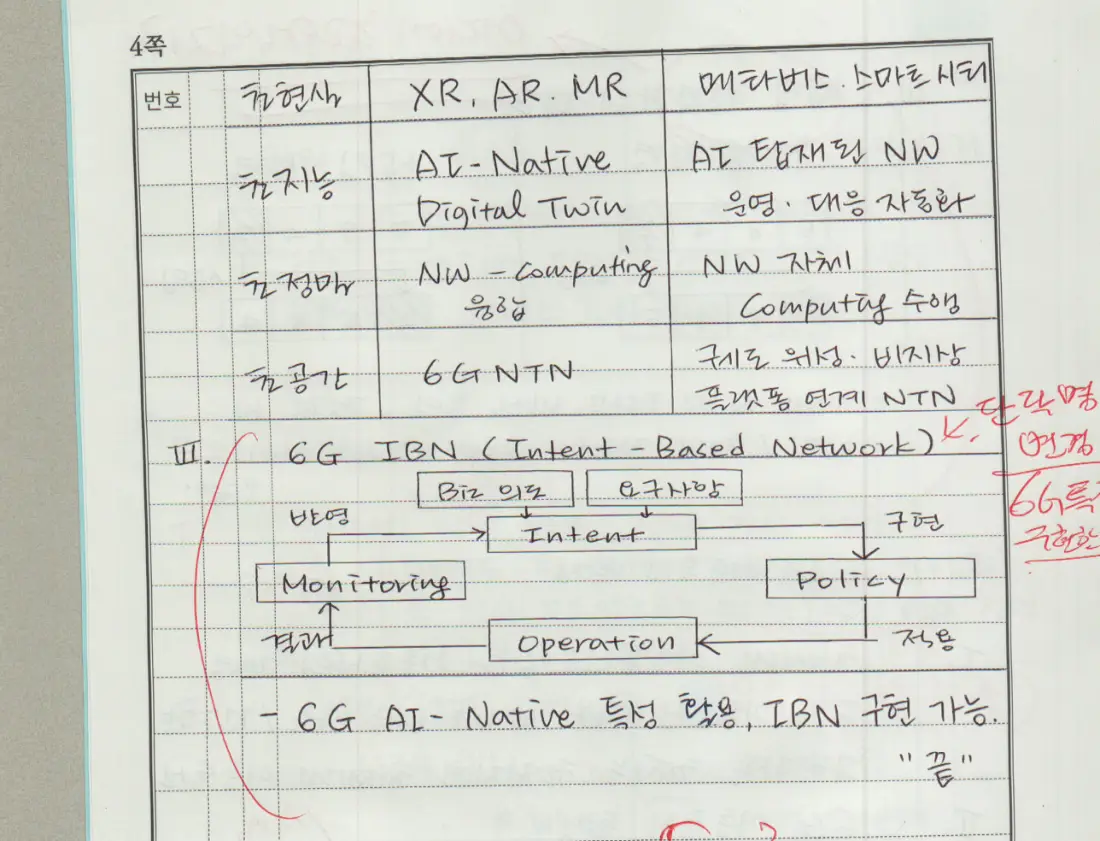 4쪽
번호
초현실 XR, AR. MR 메타버스. 스마트시티
초지능 AI-Native AI 탑재된 NW
Digital Twin 운영·대응 자동화
초정밀 NW - computing NW 자체
융합 Computing 수행
초공간 6G NTN 저궤도 위성·비지상
플랫폼 연계 NTN
단락명
변경
6G특
구현한
Ⅲ. 6G IBN (Intent-Based Network)
Biz 의도 요구사항
반영 Intent 구현
Monitoring Policy
결과 Operation 적용
- 6G AI-Native 특성 활용, IBN 구현 가능.
"끝"